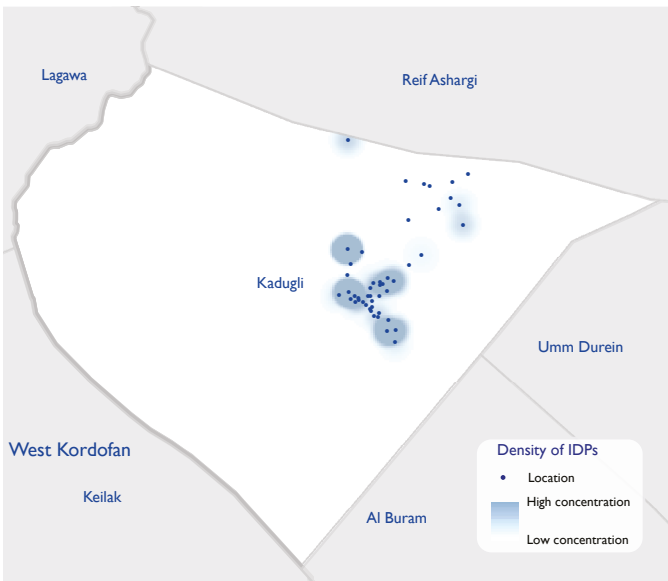 Lagawa
Reif Ashargi
Kadugli
Umm Durein
West Kordofan
Keilak
Al Buram
Density of IDPs
Location
High concentration
Low concentration